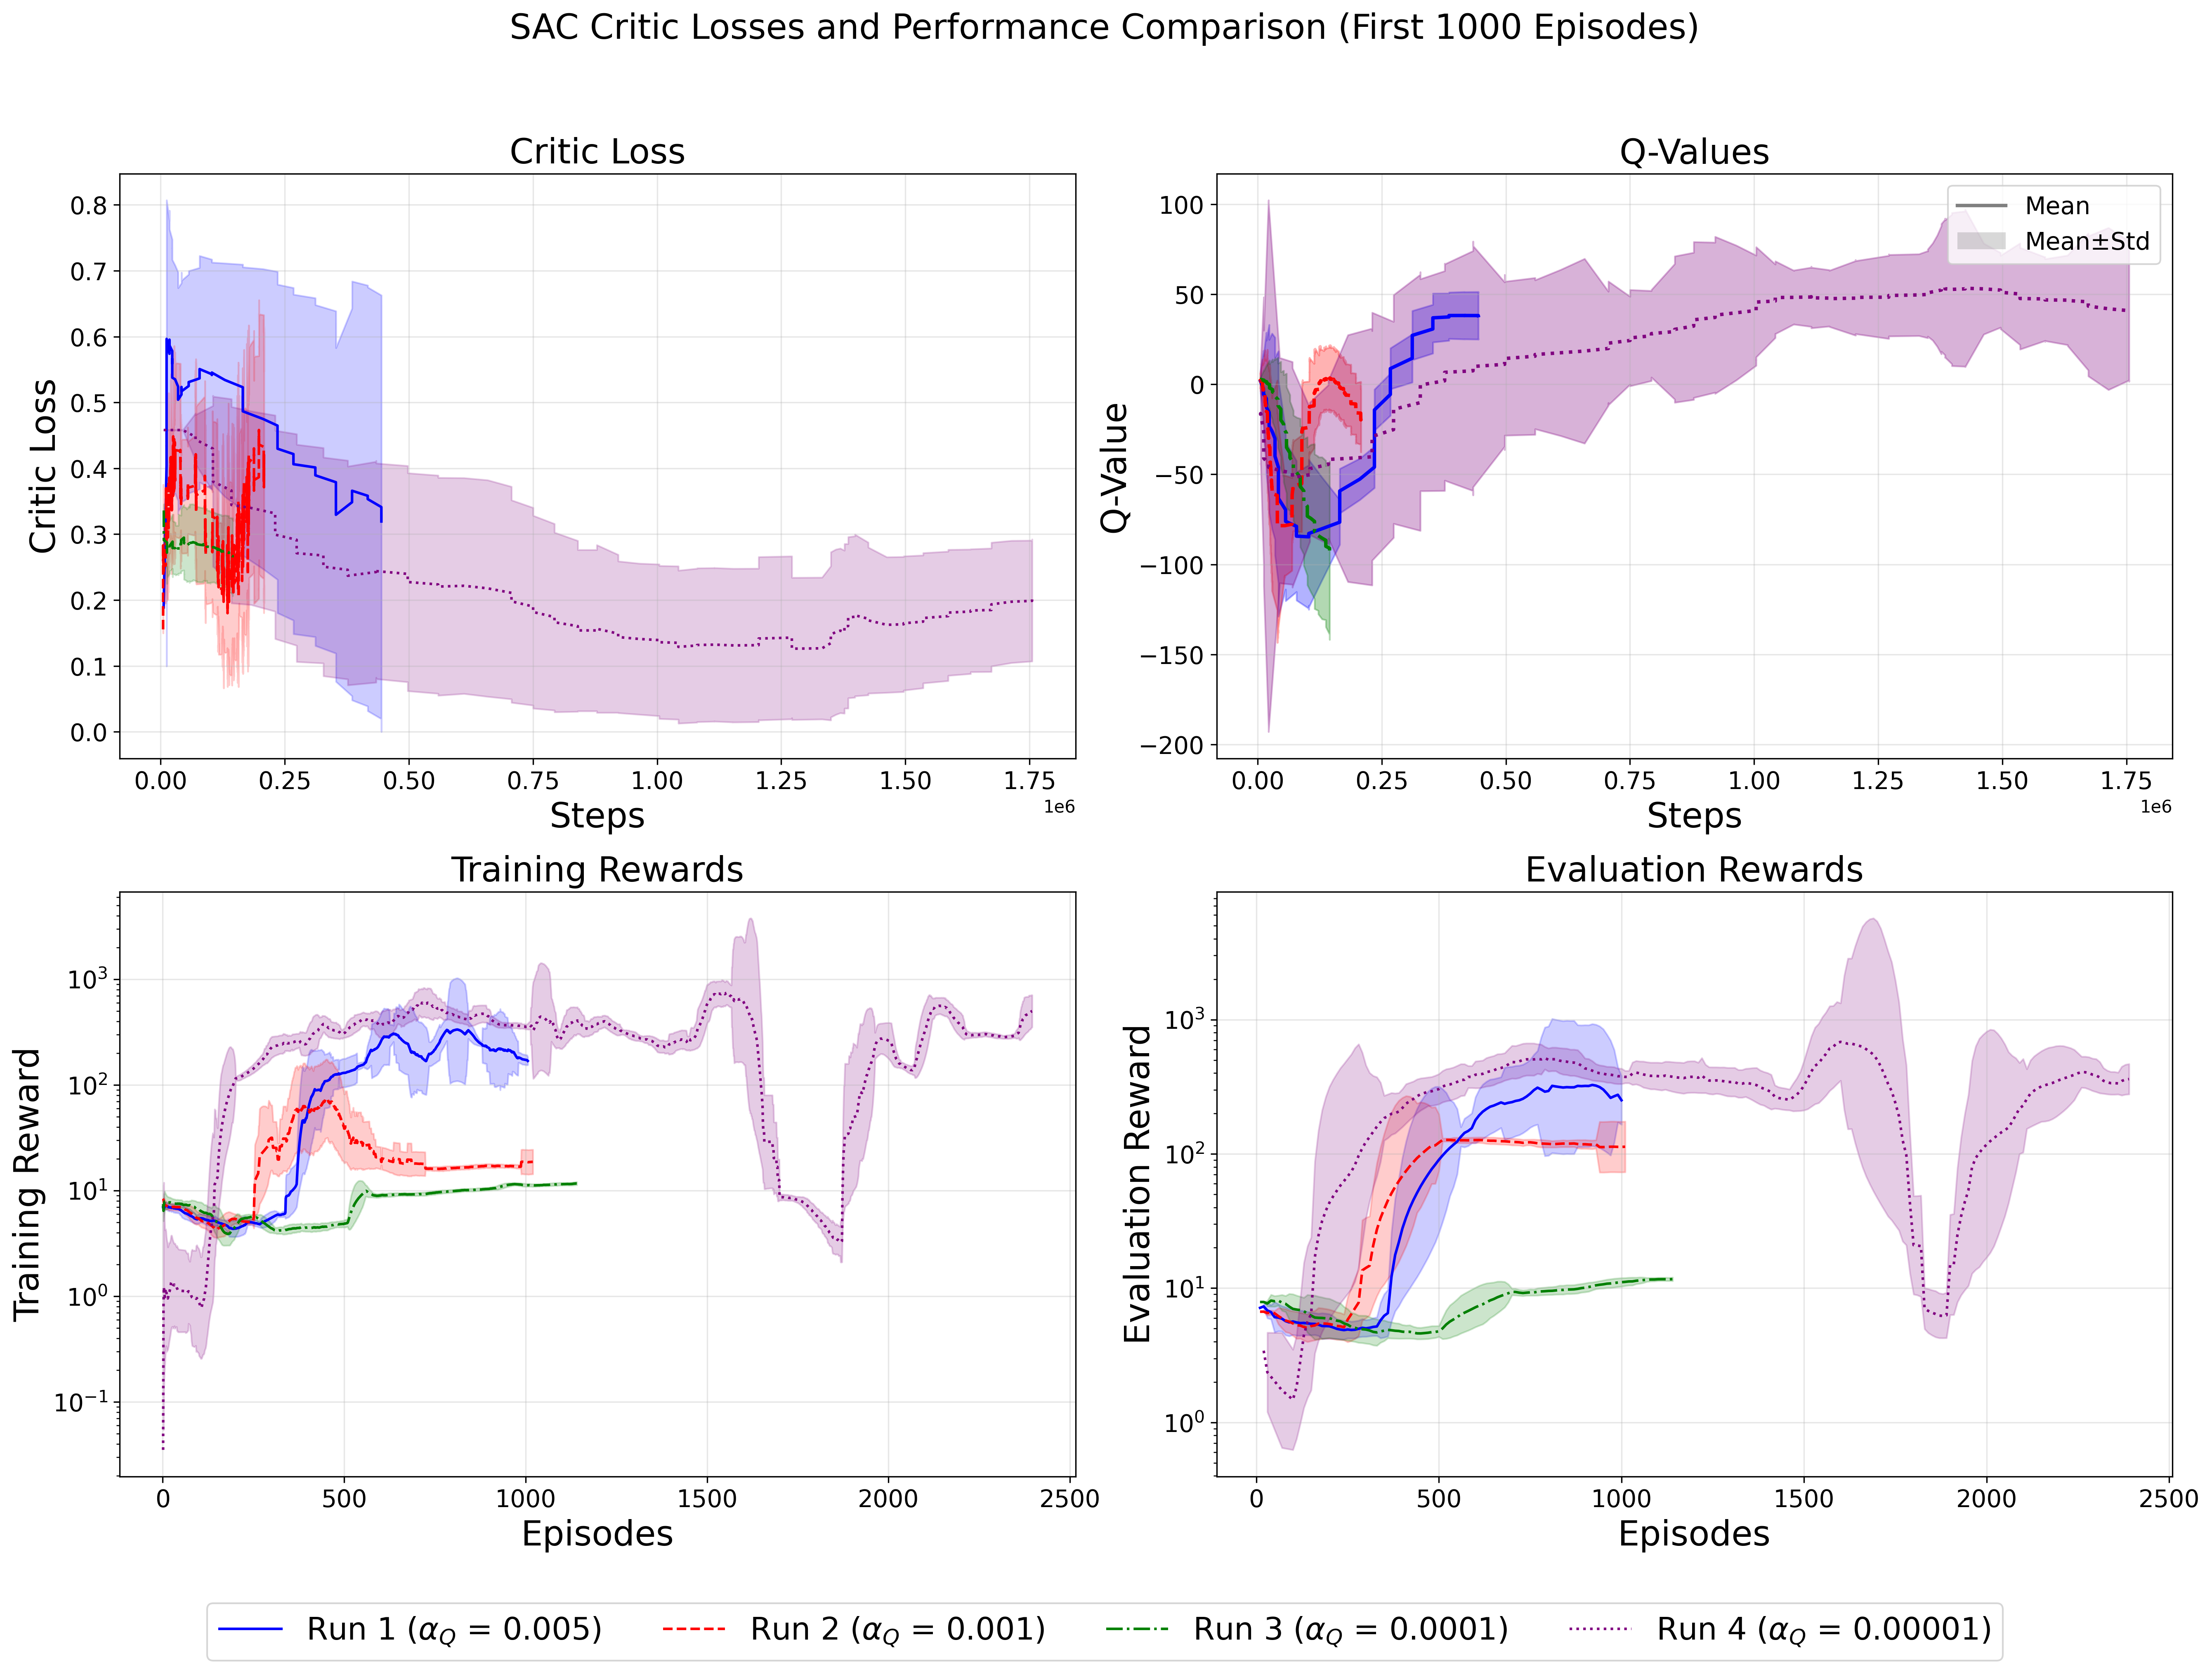 SAC Critic Losses and Performance Comparison (First 1000 Episodes)
Critic Loss
Critic Loss
0.8
0.7
0.6
0.5
0.4
0.3
0.2
0.1
0.0
0.00 0.25 0.50 0.75 1.00 1.25 1.50 1.75
1e6
Steps
Q-Values
Q-Value
100
50
0
−50
−100
−150
−200
Mean
Mean±Std
0.00 0.25 0.50 0.75 1.00 1.25 1.50 1.75
1e6
Steps
Training Rewards
Training Reward
10³
10²
10¹
10⁰
10⁻¹
0 500 1000 1500 2000 2500
Episodes
Evaluation Rewards
Evaluation Reward
10³
10²
10¹
10⁰
0 500 1000 1500 2000 2500
Episodes
Run 1 (α_Q = 0.005) Run 2 (α_Q = 0.001) Run 3 (α_Q = 0.0001) Run 4 (α_Q = 0.00001)